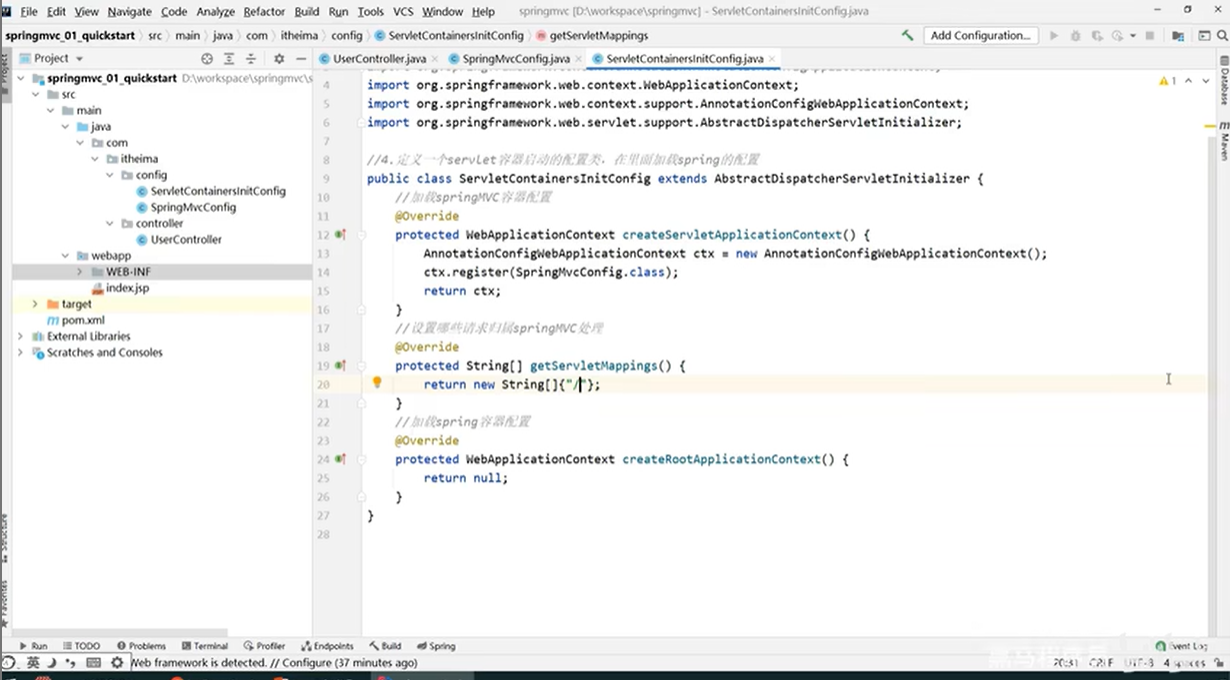 File Edit View Navigate Code Analyze Refactor Build Run Tools VCS Window Help springmvc [D:\workspace\springmvc] - ServletContainersInitConfig.java
springmvc_01_quickstart src main java com itheima config ServletContainersInitConfig getServletMappings Add Configuration...
Project UserController.java SpringMvcConfig.java ServletContainersInitConfig.java
springmvc_01_quickstart D:\workspace\springmvc\s
src
main
java
com
itheima
config
ServletContainersInitConfig
SpringMvcConfig
controller
UserController
webapp
WEB-INF
index.jsp
target
pom.xml
External Libraries
Scratches and Consoles
4 import org.springframework.web.context.WebApplicationContext;
5 import org.springframework.web.context.support.AnnotationConfigWebApplicationContext;
6 import org.springframework.web.servlet.support.AbstractDispatcherServletInitializer;
7
8 //4.定义一个servlet容器启动的配置类，在里面加载spring的配置
9 public class ServletContainersInitConfig extends AbstractDispatcherServletInitializer {
10 //加载springMVC容器配置
11 @Override
12 protected WebApplicationContext createServletApplicationContext() {
13 AnnotationConfigWebApplicationContext ctx = new AnnotationConfigWebApplicationContext();
14 ctx.register(SpringMvcConfig.class);
15 return ctx;
16 }
17 //设置哪些请求归属springMVC处理
18 @Override
19 protected String[] getServletMappings() {
20 return new String[]{"/"};
21 }
22 //加载spring容器配置
23 @Override
24 protected WebApplicationContext createRootApplicationContext() {
25 return null;
26 }
27 }
28
1
Database
Maven
Project
Structure
Favorites
Run TODO Problems Terminal Profiler Endpoints Build Spring Event Log
英 Web framework is detected. // Configure (37 minutes ago) 20:31 CRLF UTF-8 4 spaces
黑马程序员